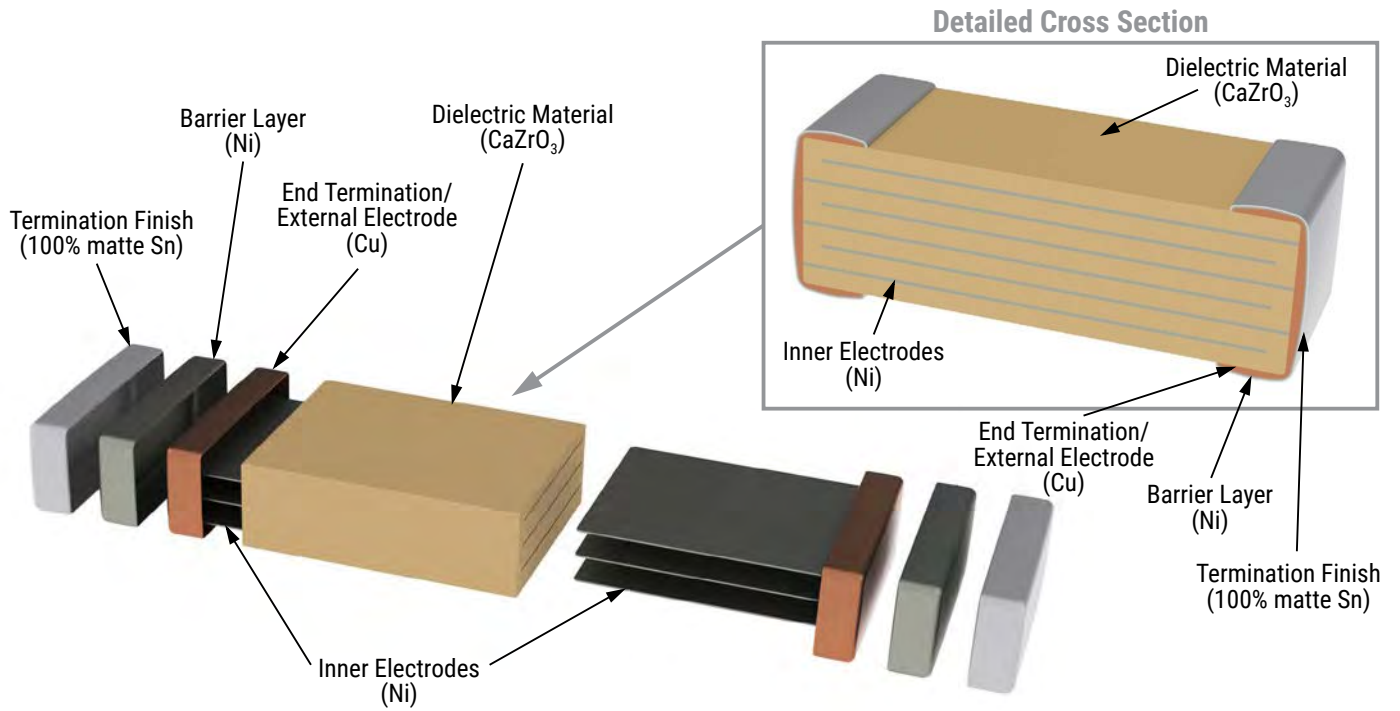 Detailed Cross Section
Dielectric Material
(CaZrO₃)
Inner Electrodes
(Ni)
End Termination/
External Electrode
(Cu)
Barrier Layer
(Ni)
Termination Finish
(100% matte Sn)
Termination Finish
(100% matte Sn)
Barrier Layer
(Ni)
End Termination/
External Electrode
(Cu)
Dielectric Material
(CaZrO₃)
Inner Electrodes
(Ni)